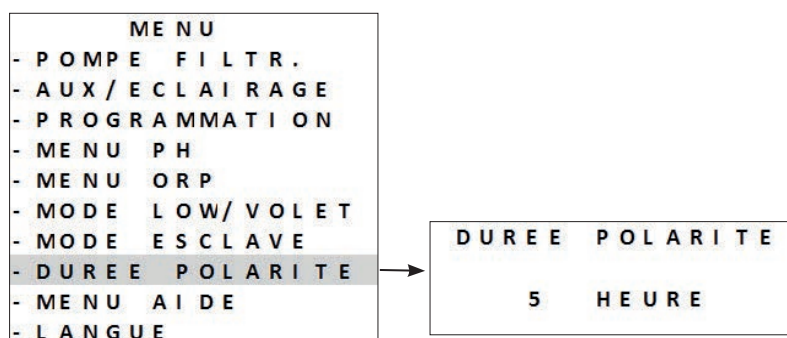 MENU
- POMPE FILTR.
- AUX/ECLAIRAGE
- PROGRAMMATION
- MENU PH
- MENU ORP
- MODE LOW/VOLET
- MODE ESCLAVE
- DUREE POLARITE
- MENU AIDE
- LANGUE
DUREE POLARITE
5 HEURE